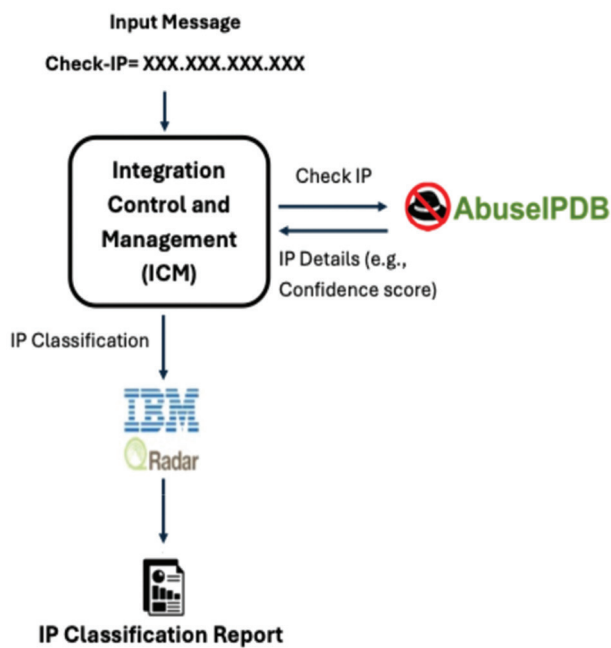 Input Message
Check-IP= XXX.XXX.XXX.XXX
Integration
Control and
Management
(ICM)
Check IP
AbuseIPDB
IP Details (e.g.,
Confidence score)
IP Classification
IBM
QRadar
IP Classification Report